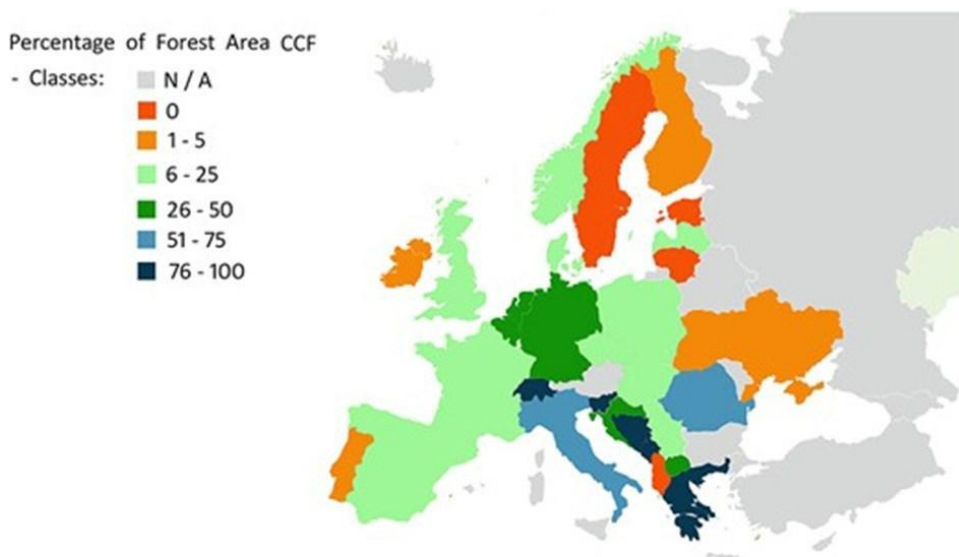 Percentage of Forest Area CCF
- Classes:
N / A
0
1 - 5
6 - 25
26 - 50
51 - 75
76 - 100